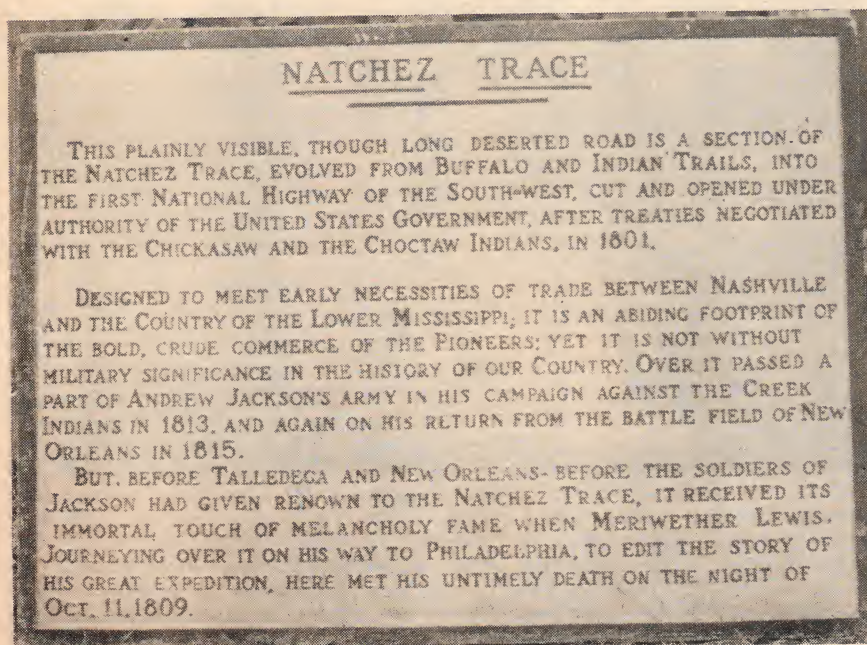 NATCHEZ TRACE
THIS PLAINLY VISIBLE, THOUGH LONG DESERTED ROAD IS A SECTION OF
THE NATCHEZ TRACE, EVOLVED FROM BUFFALO AND INDIAN TRAILS, INTO
THE FIRST NATIONAL HIGHWAY OF THE SOUTH-WEST, CUT AND OPENED UNDER
AUTHORITY OF THE UNITED STATES GOVERNMENT, AFTER TREATIES NEGOTIATED
WITH THE CHICKASAW AND THE CHOCTAW INDIANS, IN 1801.
DESIGNED TO MEET EARLY NECESSITIES OF TRADE BETWEEN NASHVILLE
AND THE COUNTRY OF THE LOWER MISSISSIPPI; IT IS AN ABIDING FOOTPRINT OF
THE BOLD, CRUDE COMMERCE OF THE PIONEERS; YET IT IS NOT WITHOUT
MILITARY SIGNIFICANCE IN THE HISTORY OF OUR COUNTRY. OVER IT PASSED A
PART OF ANDREW JACKSON'S ARMY IN HIS CAMPAIGN AGAINST THE CREEK
INDIANS IN 1813, AND AGAIN ON HIS RETURN FROM THE BATTLE FIELD OF NEW
ORLEANS IN 1815.
BUT, BEFORE TALLEDEGA AND NEW ORLEANS- BEFORE THE SOLDIERS OF
JACKSON HAD GIVEN RENOWN TO THE NATCHEZ TRACE, IT RECEIVED ITS
IMMORTAL TOUCH OF MELANCHOLY FAME WHEN MERIWETHER LEWIS,
JOURNEYING OVER IT ON HIS WAY TO PHILADELPHIA, TO EDIT THE STORY OF
HIS GREAT EXPEDITION, HERE MET HIS UNTIMELY DEATH ON THE NIGHT OF
OCT. 11, 1809.